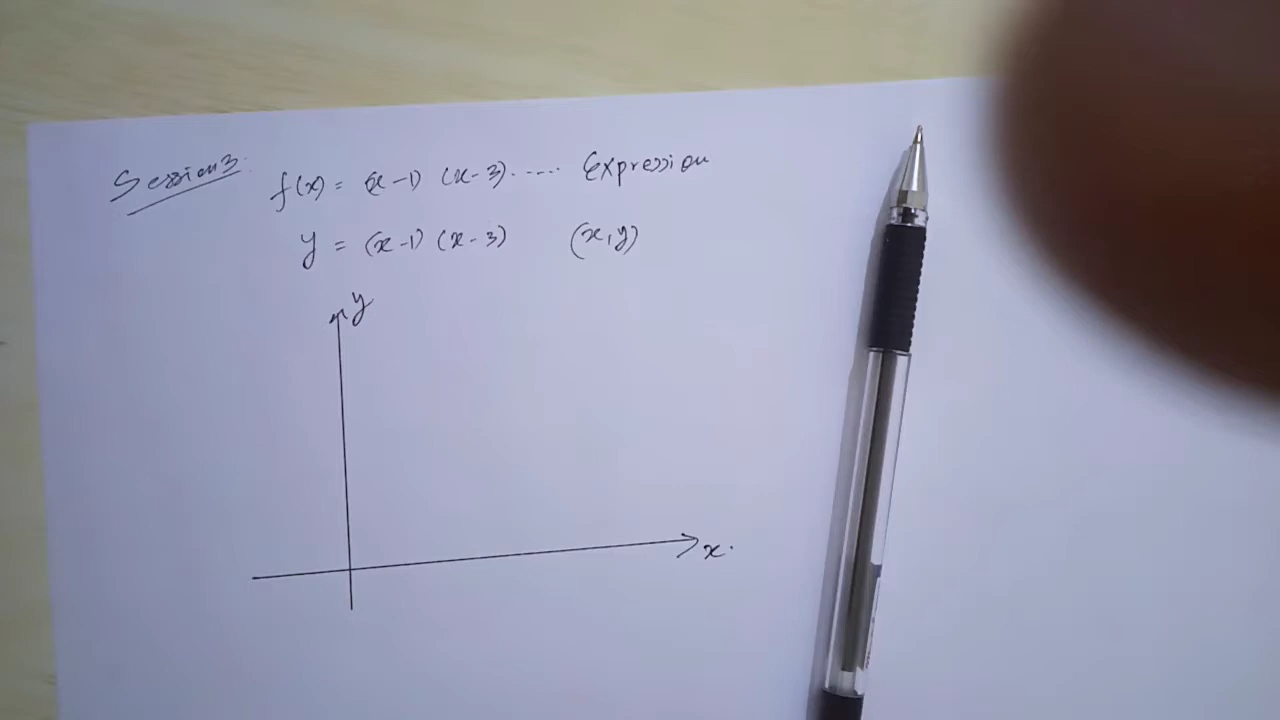 Session3.
f(x) = (x-1) (x-3)..... Expression
y = (x-1) (x-3) (x,y)
y
x.